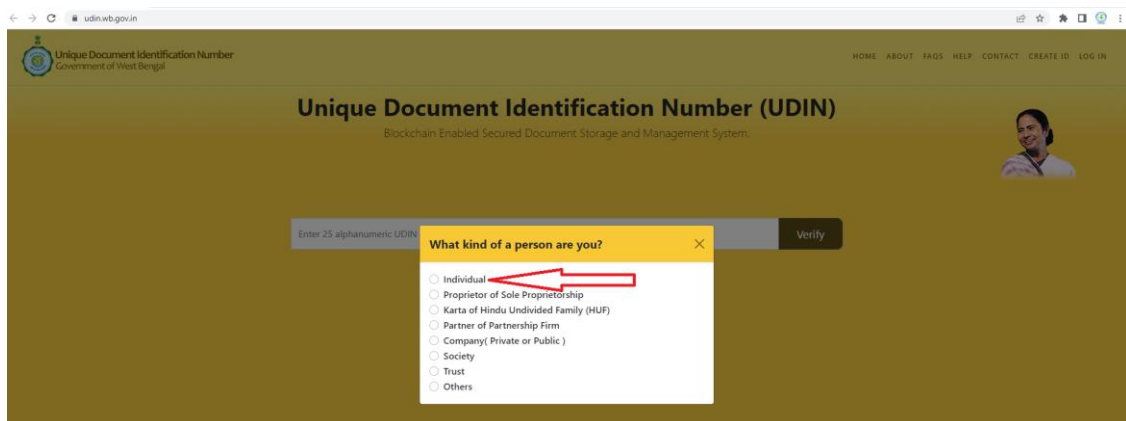 udin.wb.gov.in
Unique Document Identification Number
Government of West Bengal
HOME ABOUT FAQS HELP CONTACT CREATE ID LOG IN
Unique Document Identification Number (UDIN)
Blockchain Enabled Secured Document Storage and Management System.
Enter 25 alphanumeric UDIN
Verify
What kind of a person are you?
Individual
Proprietor of Sole Proprietorship
Karta of Hindu Undivided Family (HUF)
Partner of Partnership Firm
Company( Private or Public )
Society
Trust
Others